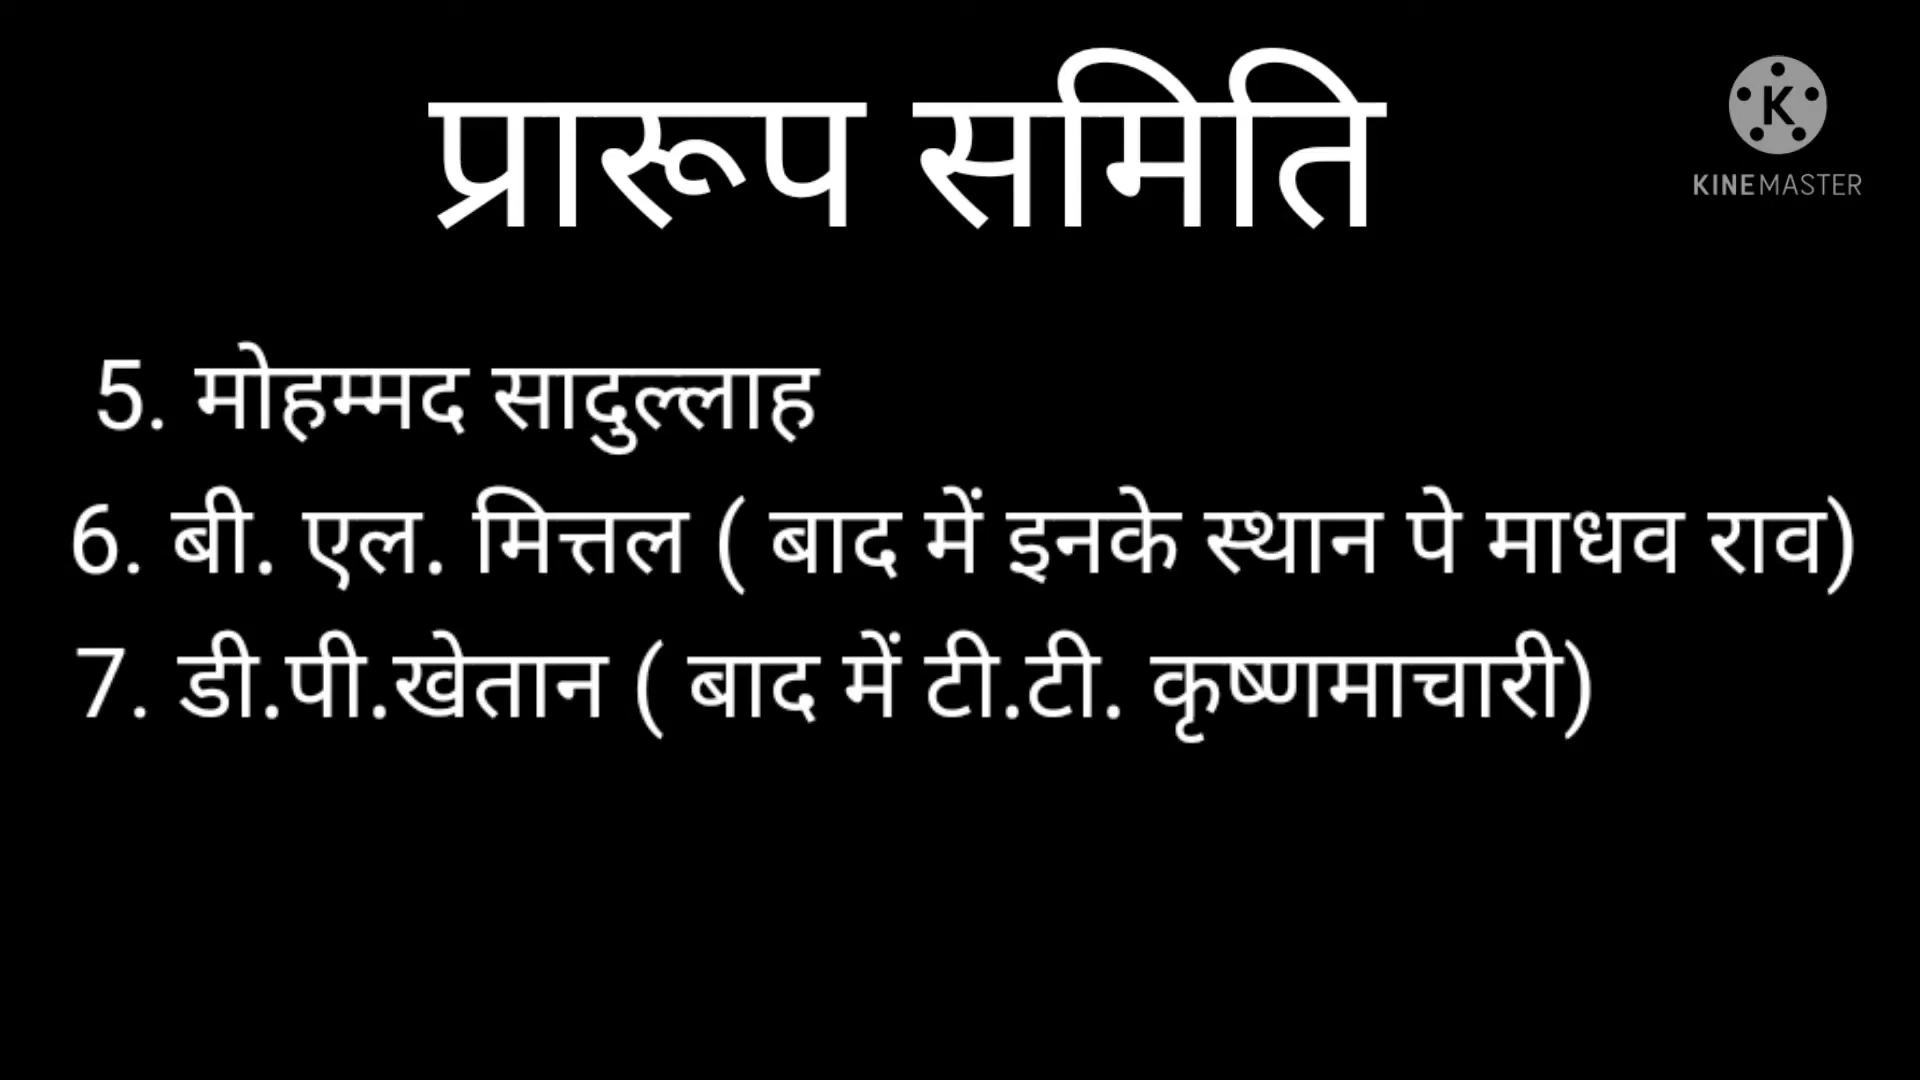 प्रारूप समिति
K
KINEMASTER
5. मोहम्मद सादुल्लाह
6. बी. एल. मित्तल ( बाद में इनके स्थान पे माधव राव)
7. डी.पी.खेतान ( बाद में टी.टी. कृष्णमाचारी)